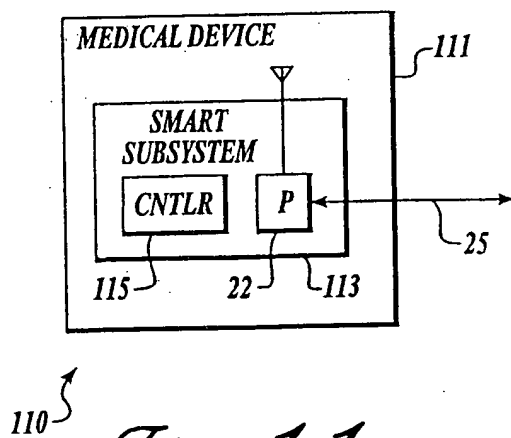 MEDICAL DEVICE
111
SMART
SUBSYSTEM
CNTLR
P
25
115
22
113
110